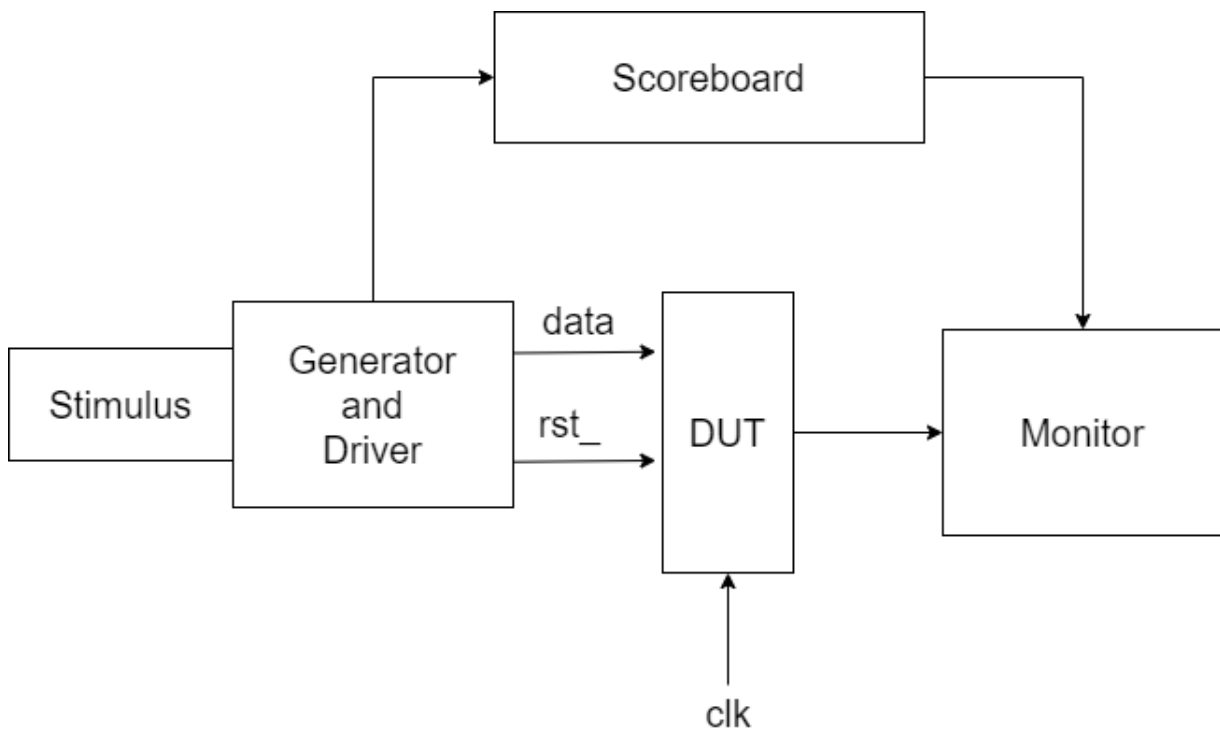 Scoreboard
data
Generator
and
Driver
Stimulus
rst_
DUT
Monitor
clk